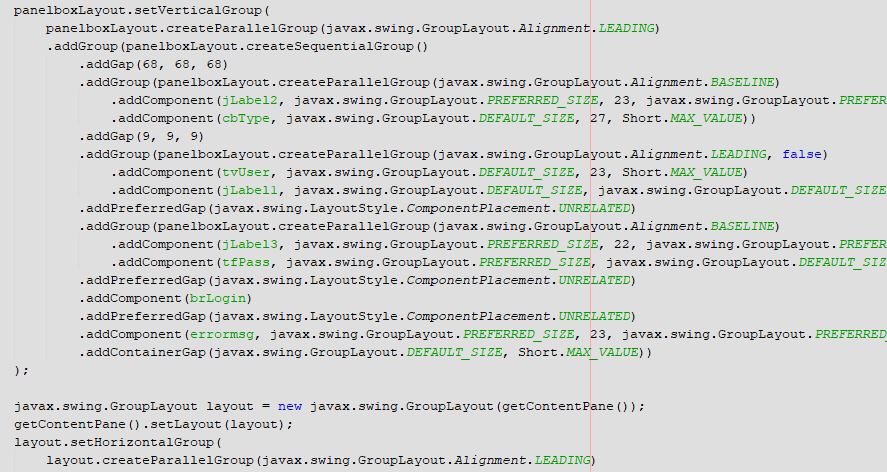 panelboxLayout.setVerticalGroup(
panelboxLayout.createParallelGroup(javax.swing.GroupLayout.Alignment.LEADING)
.addGroup(panelboxLayout.createSequentialGroup()
.addGap(68, 68, 68)
.addGroup(panelboxLayout.createParallelGroup(javax.swing.GroupLayout.Alignment.BASELINE)
.addComponent(jLabel2, javax.swing.GroupLayout.PREFERRED_SIZE, 23, javax.swing.GroupLayout.PREFER
.addComponent(cbType, javax.swing.GroupLayout.DEFAULT_SIZE, 27, Short.MAX_VALUE))
.addGap(9, 9, 9)
.addGroup(panelboxLayout.createParallelGroup(javax.swing.GroupLayout.Alignment.LEADING, false)
.addComponent(tvUser, javax.swing.GroupLayout.DEFAULT_SIZE, 23, Short.MAX_VALUE)
.addComponent(jLabel1, javax.swing.GroupLayout.DEFAULT_SIZE, javax.swing.GroupLayout.DEFAULT_SIZE
.addPreferredGap(javax.swing.LayoutStyle.ComponentPlacement.UNRELATED)
.addGroup(panelboxLayout.createParallelGroup(javax.swing.GroupLayout.Alignment.BASELINE)
.addComponent(jLabel3, javax.swing.GroupLayout.PREFERRED_SIZE, 22, javax.swing.GroupLayout.PREFER
.addComponent(tfPass, javax.swing.GroupLayout.PREFERRED_SIZE, javax.swing.GroupLayout.DEFAULT_SIZ
.addPreferredGap(javax.swing.LayoutStyle.ComponentPlacement.UNRELATED)
.addComponent(brLogin)
.addPreferredGap(javax.swing.LayoutStyle.ComponentPlacement.UNRELATED)
.addComponent(errormsg, javax.swing.GroupLayout.PREFERRED_SIZE, 23, javax.swing.GroupLayout.PREFERRED_
.addContainerGap(javax.swing.GroupLayout.DEFAULT_SIZE, Short.MAX_VALUE))
);
javax.swing.GroupLayout layout = new javax.swing.GroupLayout(getContentPane());
getContentPane().setLayout(layout);
layout.setHorizontalGroup(
layout.createParallelGroup(javax.swing.GroupLayout.Alignment.LEADING)